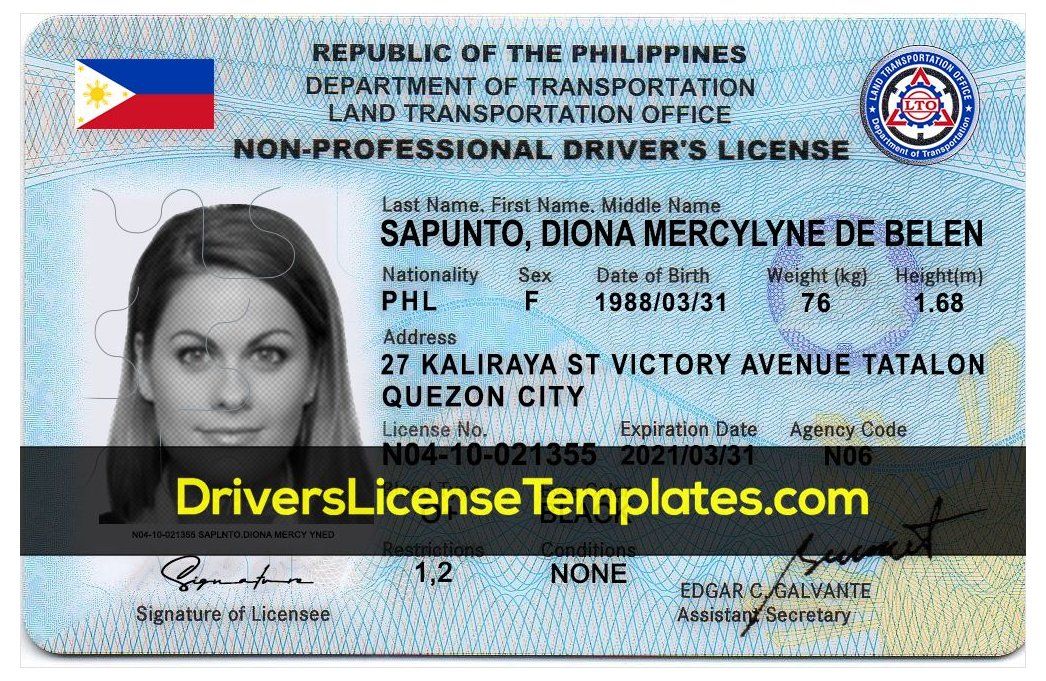 REPUBLIC OF THE PHILIPPINES
DEPARTMENT OF TRANSPORTATION
LAND TRANSPORTATION OFFICE
NON-PROFESSIONAL DRIVER'S LICENSE
LAND TRANSPORTATION OFFICE
LTO
Department of Transportation
Last Name, First Name, Middle Name
SAPUNTO, DIONA MERCYLYNE DE BELEN
Nationality Sex Date of Birth Weight (kg) Height(m)
PHL F 1988/03/31 76 1.68
Address
27 KALIRAYA ST VICTORY AVENUE TATALON
QUEZON CITY
License No. Expiration Date Agency Code
N04-10-021355 2021/03/31 N06
DriversLicenseTemplates.com
BLACK
N04-10-021355 SAPLNTO,DIONA MERCY YNED
Restrictions Conditions
1,2 NONE
Signature
Signature of Licensee
EDGAR C. GALVANTE
Assistant Secretary